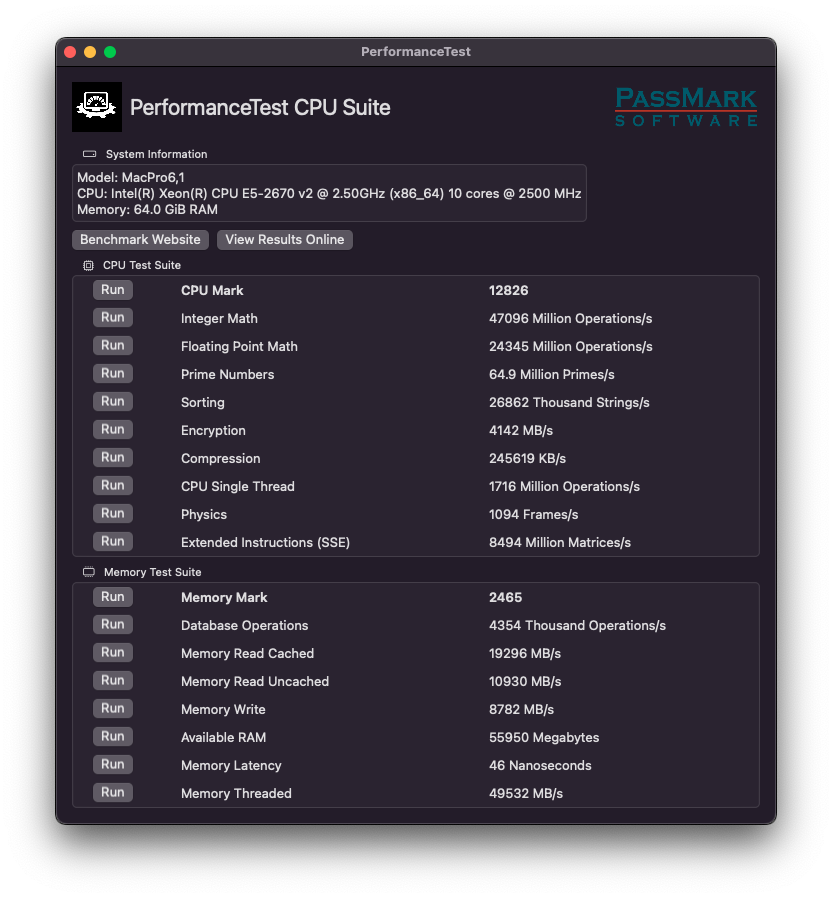 PerformanceTest
PerformanceTest CPU Suite
PASSMARK
SOFTWARE
System Information
Model: MacPro6,1
CPU: Intel(R) Xeon(R) CPU E5-2670 v2 @ 2.50GHz (x86_64) 10 cores @ 2500 MHz
Memory: 64.0 GiB RAM
Benchmark Website View Results Online
CPU Test Suite
Run CPU Mark 12826
Run Integer Math 47096 Million Operations/s
Run Floating Point Math 24345 Million Operations/s
Run Prime Numbers 64.9 Million Primes/s
Run Sorting 26862 Thousand Strings/s
Run Encryption 4142 MB/s
Run Compression 245619 KB/s
Run CPU Single Thread 1716 Million Operations/s
Run Physics 1094 Frames/s
Run Extended Instructions (SSE) 8494 Million Matrices/s
Memory Test Suite
Run Memory Mark 2465
Run Database Operations 4354 Thousand Operations/s
Run Memory Read Cached 19296 MB/s
Run Memory Read Uncached 10930 MB/s
Run Memory Write 8782 MB/s
Run Available RAM 55950 Megabytes
Run Memory Latency 46 Nanoseconds
Run Memory Threaded 49532 MB/s